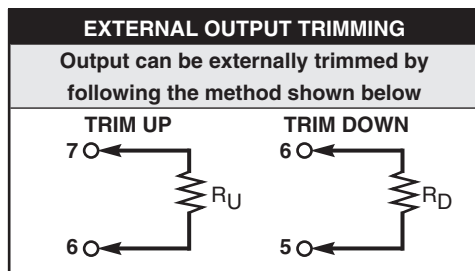 EXTERNAL OUTPUT TRIMMING
Output can be externally trimmed by
following the method shown below
TRIM UP TRIM DOWN
7 6
RU RD
6 5